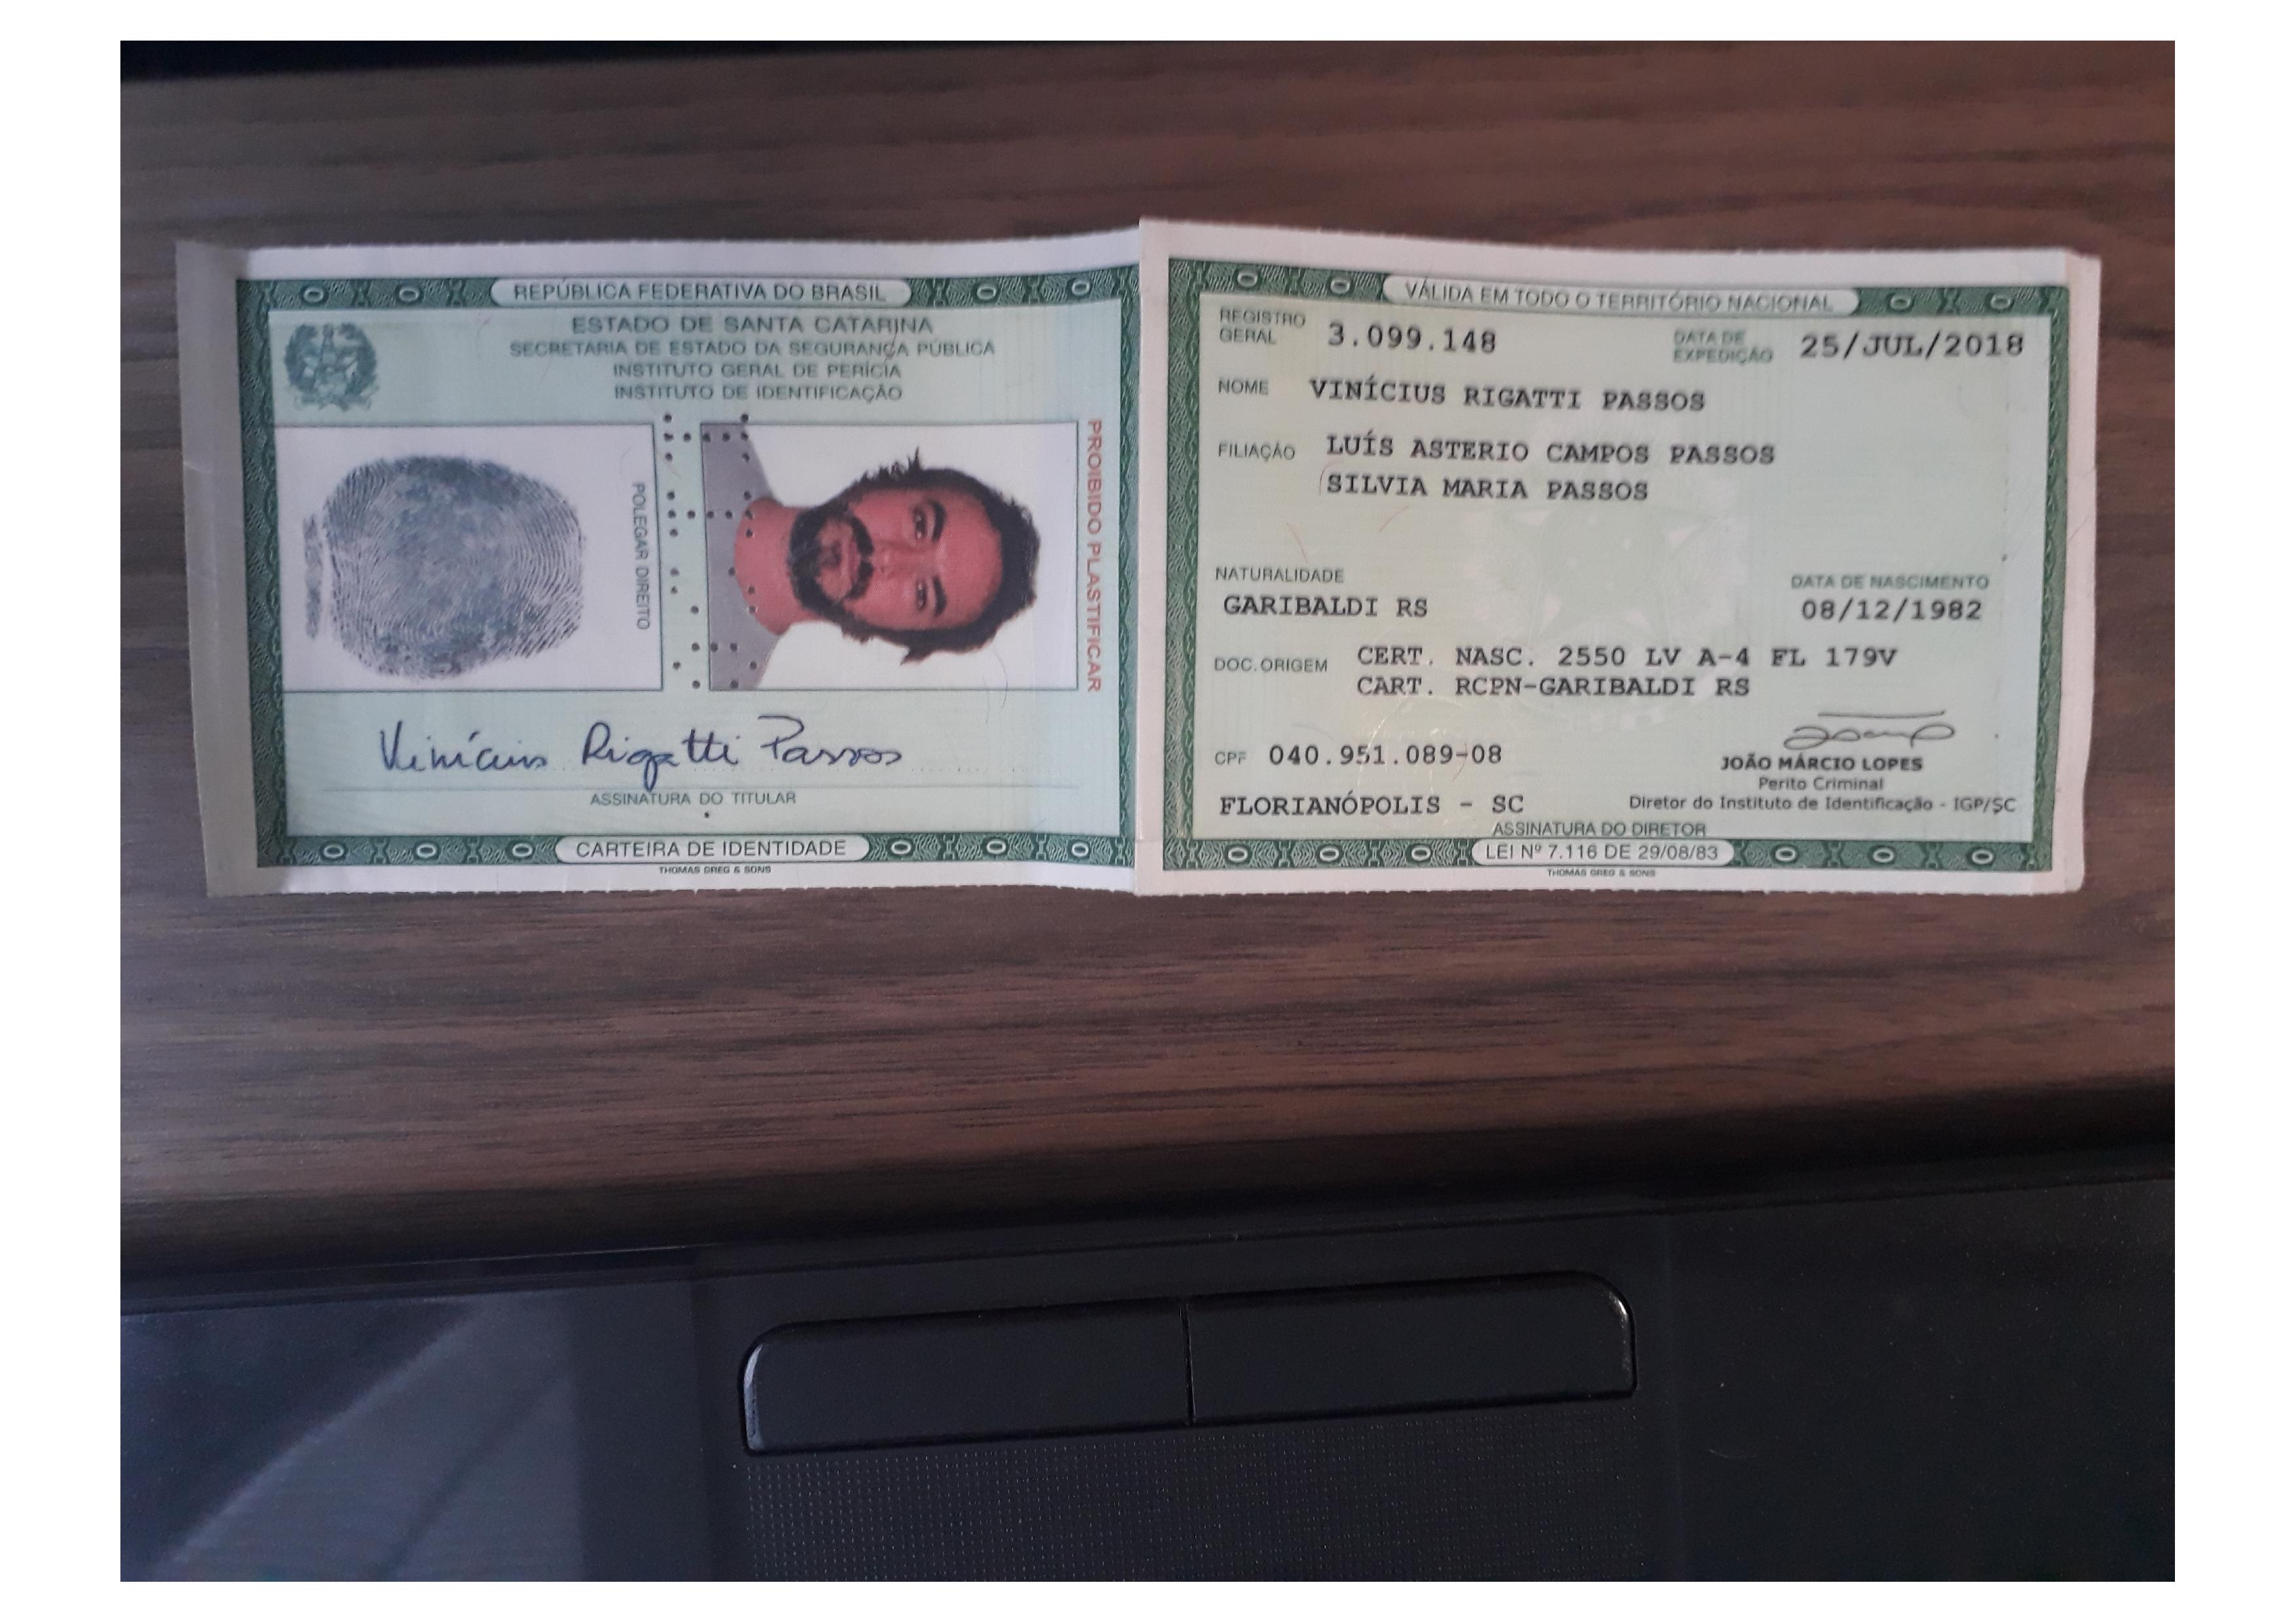 REPÚBLICA FEDERATIVA DO BRASIL
ESTADO DE SANTA CATARINA
SECRETARIA DE ESTADO DA SEGURANÇA PÚBLICA
INSTITUTO GERAL DE PERÍCIA
INSTITUTO DE IDENTIFICAÇÃO
POLEGAR DIREITO
PROIBIDO PLASTIFICAR
Vinícius Rigatti Passos
ASSINATURA DO TITULAR
CARTEIRA DE IDENTIDADE
THOMAS GREG & SONS
VÁLIDA EM TODO O TERRITÓRIO NACIONAL
REGISTRO GERAL 3.099.148 DATA DE EXPEDIÇÃO 25/JUL/2018
NOME VINÍCIUS RIGATTI PASSOS
FILIAÇÃO LUÍS ASTERIO CAMPOS PASSOS
SILVIA MARIA PASSOS
NATURALIDADE DATA DE NASCIMENTO
GARIBALDI RS 08/12/1982
DOC. ORIGEM CERT. NASC. 2550 LV A-4 FL 179V
CART. RCPN-GARIBALDI RS
CPF 040.951.089-08
JOÃO MÁRCIO LOPES
Perito Criminal
FLORIANÓPOLIS - SC Diretor do Instituto de Identificação - IGP/SC
ASSINATURA DO DIRETOR
LEI Nº 7.116 DE 29/08/83
THOMAS GREG & SONS